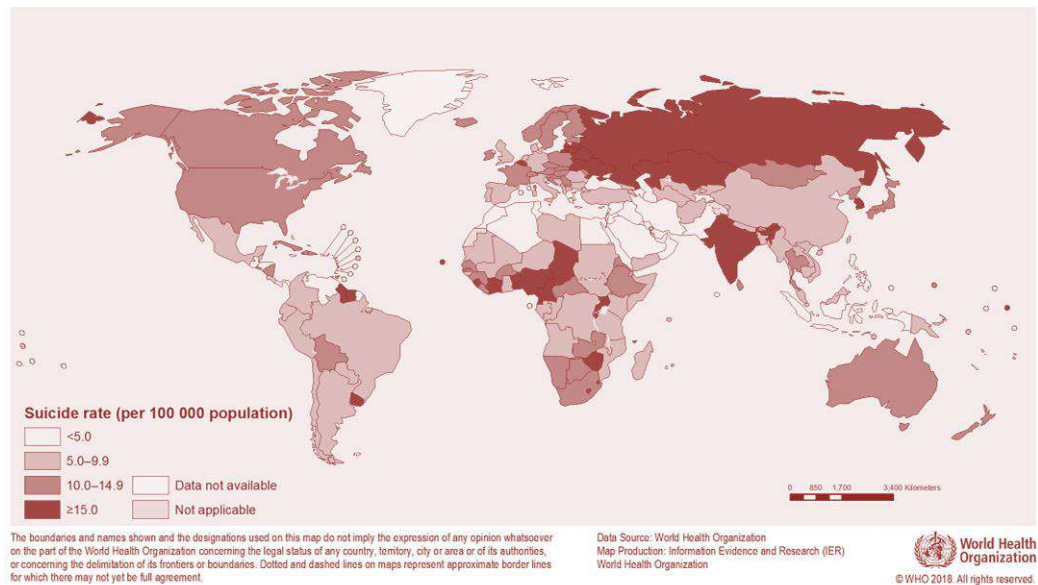 Suicide rate (per 100 000 population)
<5.0
5.0–9.9
10.0–14.9
≥15.0
Data not available
Not applicable
0 850 1,700 3,400 Kilometers
The boundaries and names shown and the designations used on this map do not imply the expression of any opinion whatsoever
on the part of the World Health Organization concerning the legal status of any country, territory, city or area or of its authorities,
or concerning the delimitation of its frontiers or boundaries. Dotted and dashed lines on maps represent approximate border lines
for which there may not yet be full agreement.
Data Source: World Health Organization
Map Production: Information Evidence and Research (IER)
World Health Organization
World Health
Organization
© WHO 2018. All rights reserved.